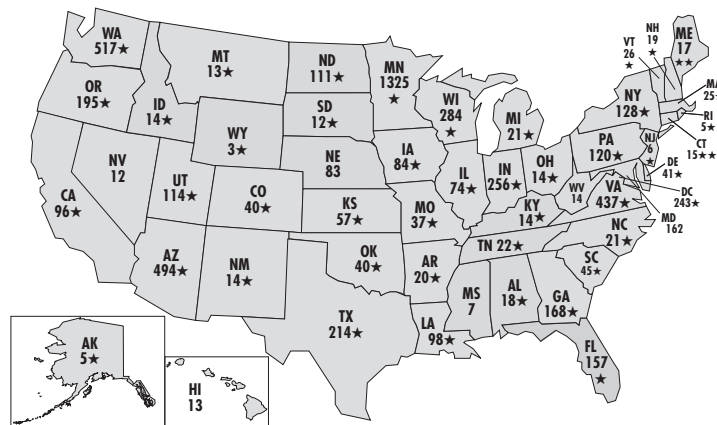 WA
517★
OR
195★
CA
96★
NV
12
ID
14★
MT
13★
WY
3★
UT
114★
AZ
494★
CO
40★
NM
14★
ND
111★
SD
12★
NE
83
KS
57★
OK
40★
TX
214★
MN
1325
★
IA
84★
MO
37★
AR
20★
LA
98★
WI
284
★
IL
74★
MI
21★
IN
256★
OH
14★
KY
14★
TN 22★
MS
7
AL
18★
GA
168★
FL
157
★
SC
45★
NC
21★
VA
437★
WV
14
PA
120★
NY
128★
VT
26
★
NH
19
★
ME
17
★★
MA
25★
RI
5★
CT
15★★
NJ
6
★
DE
41★
DC
243★
MD
162
AK
5★
HI
13